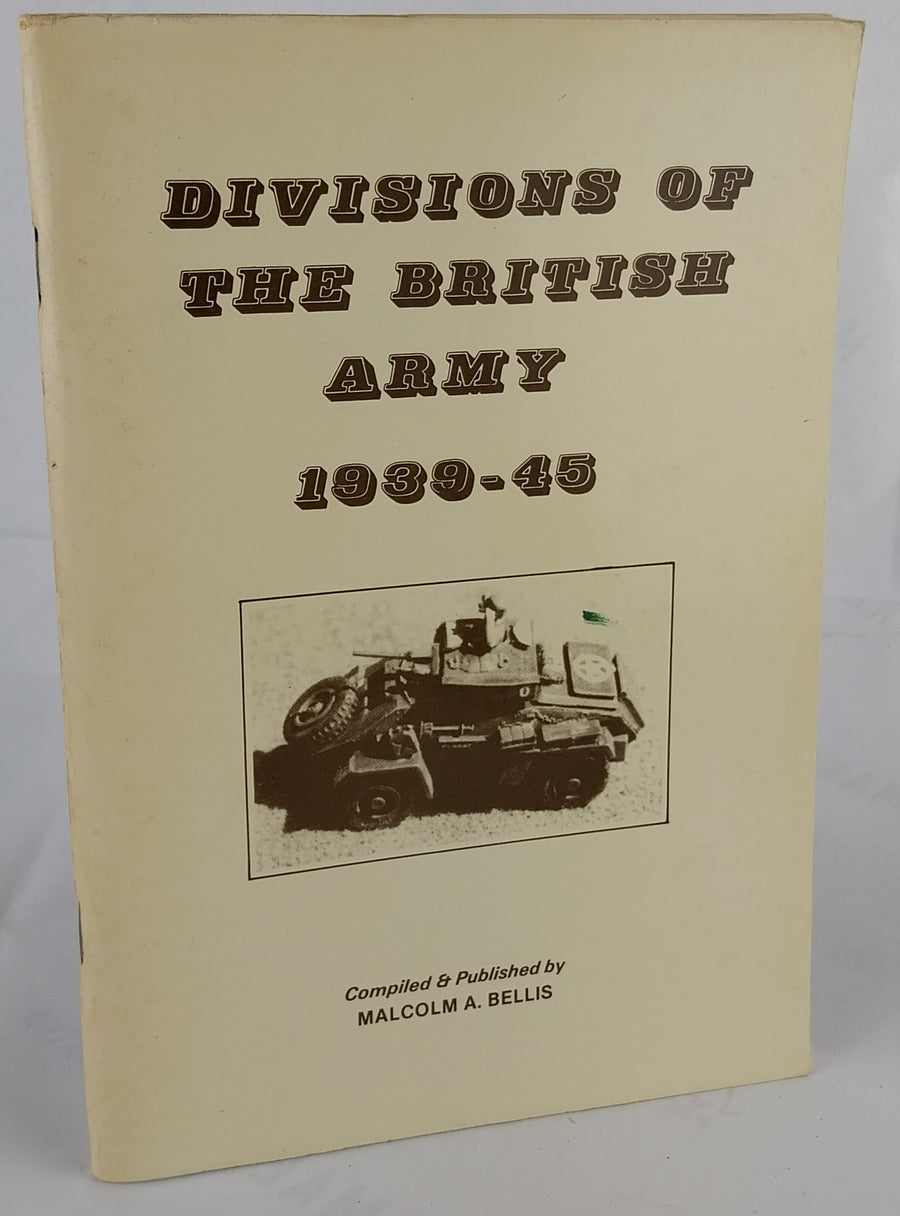 DIVISIONS OF
THE BRITISH
ARMY
1939-45
Compiled & Published by
MALCOLM A. BELLIS